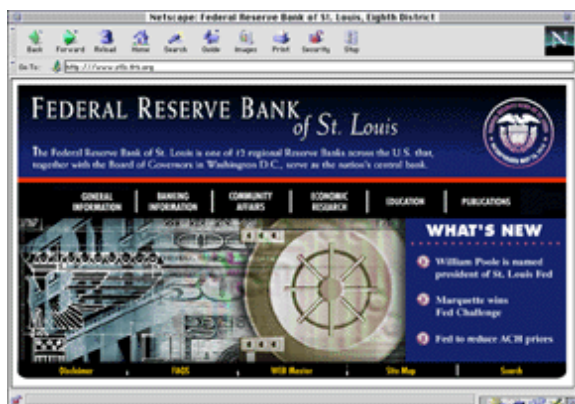 Netscape: Federal Reserve Bank of St. Louis, Eighth District
Back Forward Reload Home Search Guide Images Print Security Stop
Go To: http://www.stls.frb.org
FEDERAL RESERVE BANK
of St. Louis
The Federal Reserve Bank of St. Louis is one of 12 regional Reserve Banks across the U.S. that,
together with the Board of Governors in Washington D.C., serve as the nation's central bank.
GENERAL INFORMATION
BANKING INFORMATION
COMMUNITY AFFAIRS
ECONOMIC RESEARCH
EDUCATION
PUBLICATIONS
WHAT'S NEW
William Poole is named
president of St. Louis Fed
Marquette wins
Fed Challenge
Fed to reduce ACH prices
Disclaimer FAQS WEB Master Site Map Search